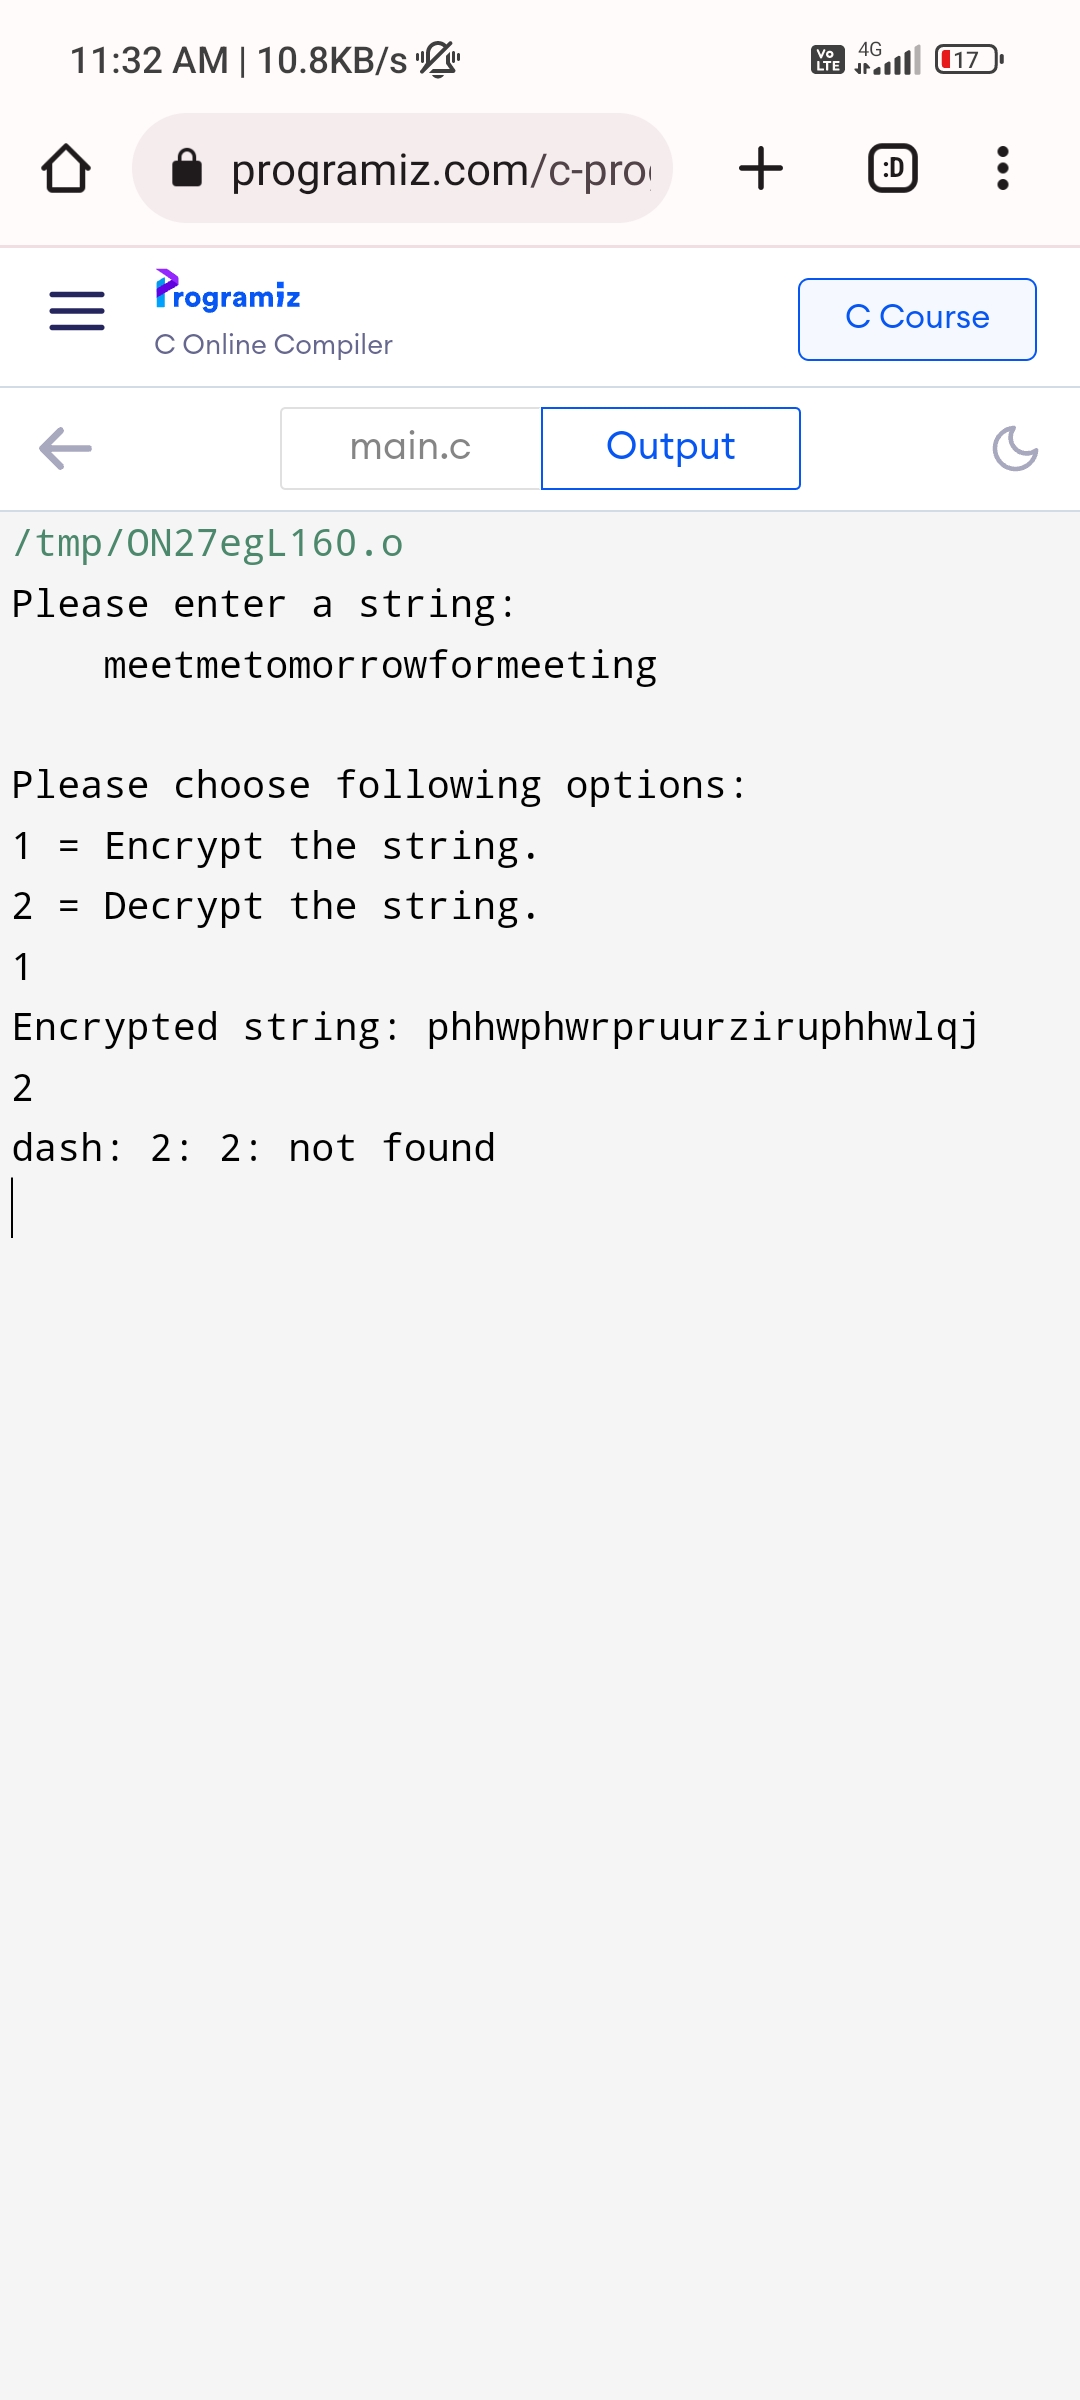 11:32 AM | 10.8KB/s Vo LTE 4G 17
programiz.com/c-pro :D
Programiz
C Online Compiler
C Course
main.c Output
/tmp/ON27egL160.o
Please enter a string:
meetmetomorrowformeeting
Please choose following options:
1 = Encrypt the string.
2 = Decrypt the string.
1
Encrypted string: phhwphwrpruurziruphhwlqj
2
dash: 2: 2: not found